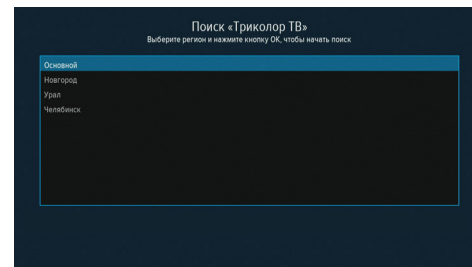 Поиск «Триколор ТВ»
Выберите регион и нажмите кнопку ОК, чтобы начать поиск
Основной
Новгород
Урал
Челябинск